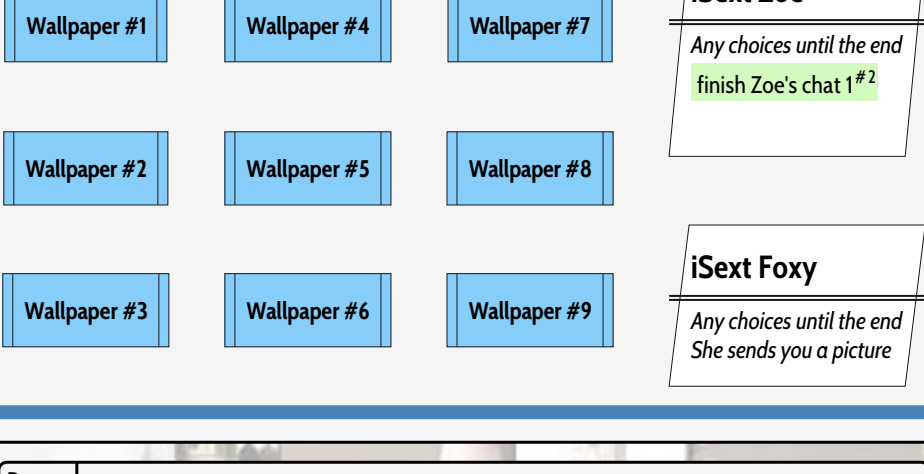 Wallpaper #1
Wallpaper #4
Wallpaper #7
iSext Zoe
Any choices until the end
finish Zoe's chat 1#2
Wallpaper #2
Wallpaper #5
Wallpaper #8
iSext Foxy
Any choices until the end
She sends you a picture
Wallpaper #3
Wallpaper #6
Wallpaper #9